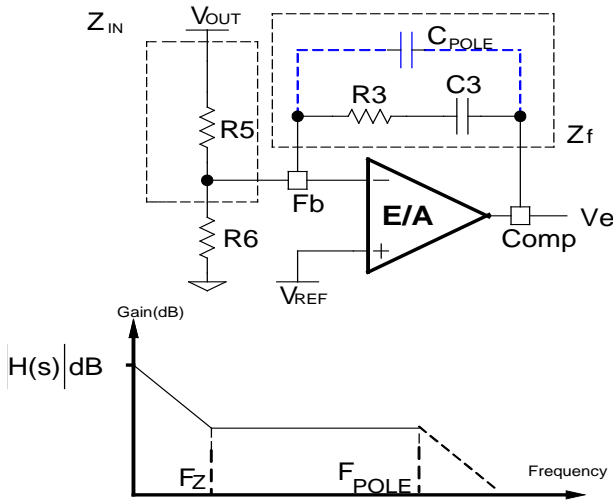 ZIN
VOUT
CPOLE
R3
C3
R5
Zf
Fb
E/A
R6
Ve
Comp
VREF
−
+
Gain(dB)
|H(s)|dB
FZ
FPOLE
Frequency